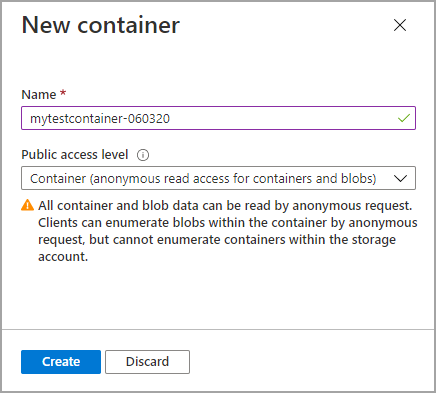 New container
Name *
mytestcontainer-060320
Public access level
Container (anonymous read access for containers and blobs)
All container and blob data can be read by anonymous request.
Clients can enumerate blobs within the container by anonymous
request, but cannot enumerate containers within the storage
account.
Create
Discard